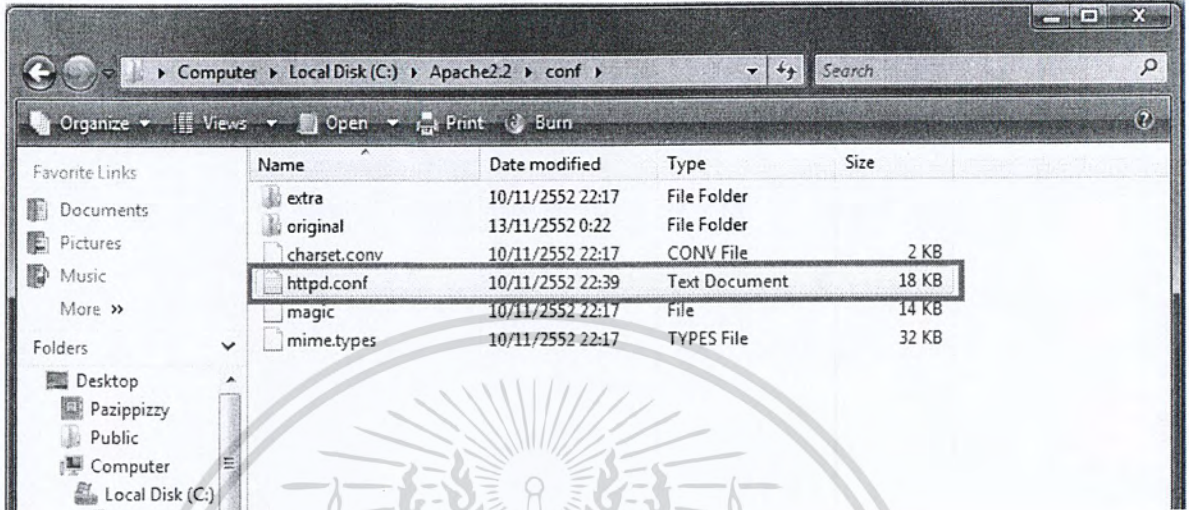 Computer ▸ Local Disk (C:) ▸ Apache2.2 ▸ conf ▸ Search
Organize Views Open Print Burn
Favorite Links
Documents
Pictures
Music
More »
Folders
Desktop
Pazippizzy
Public
Computer
Local Disk (C:)
Name Date modified Type Size
extra 10/11/2552 22:17 File Folder
original 13/11/2552 0:22 File Folder
charset.conv 10/11/2552 22:17 CONV File 2 KB
httpd.conf 10/11/2552 22:39 Text Document 18 KB
magic 10/11/2552 22:17 File 14 KB
mime.types 10/11/2552 22:17 TYPES File 32 KB